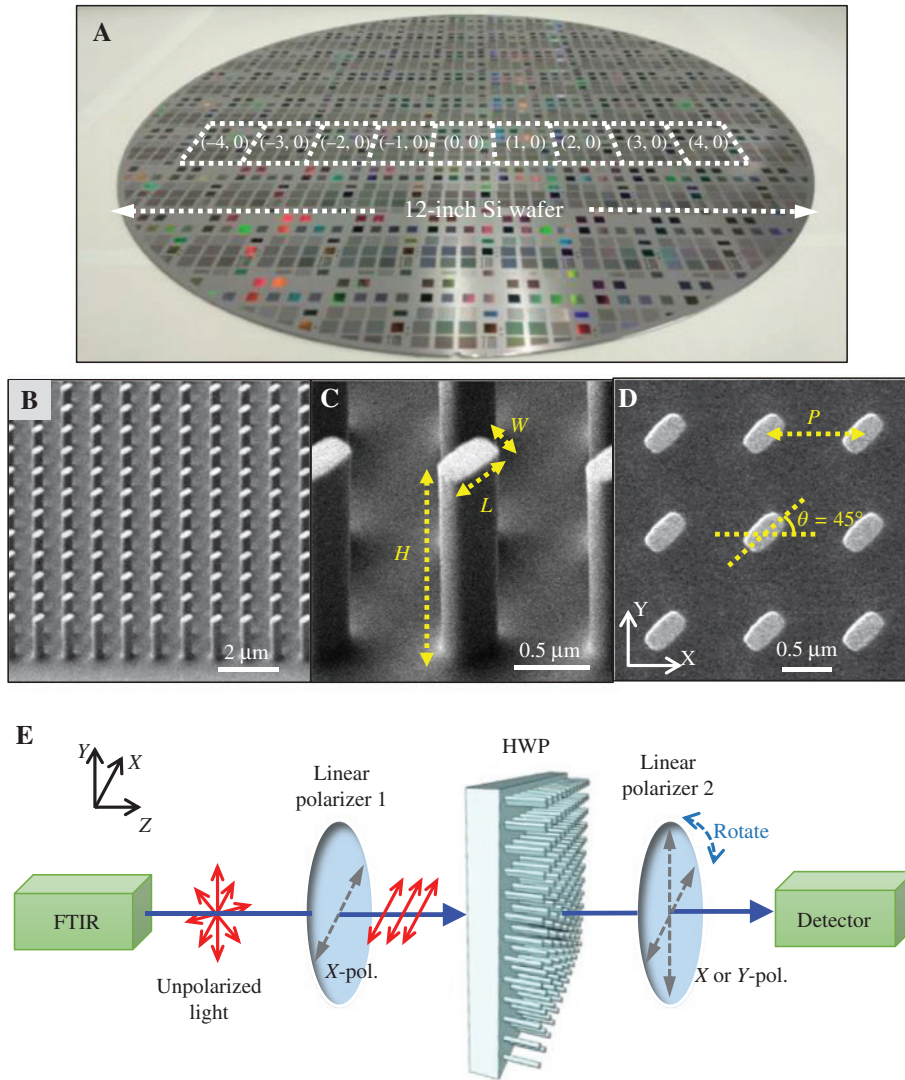 A
(−4, 0) (−3, 0) (−2, 0) (−1, 0) (0, 0) (1, 0) (2, 0) (3, 0) (4, 0)
12-inch Si wafer
B
2 µm
C
W
L
H
0.5 µm
D
P
θ = 45°
Y
X
0.5 µm
E
Y
X
Z
HWP
Linear
polarizer 1
Linear
polarizer 2
Rotate
FTIR
Detector
X-pol.
X or Y-pol.
Unpolarized
light